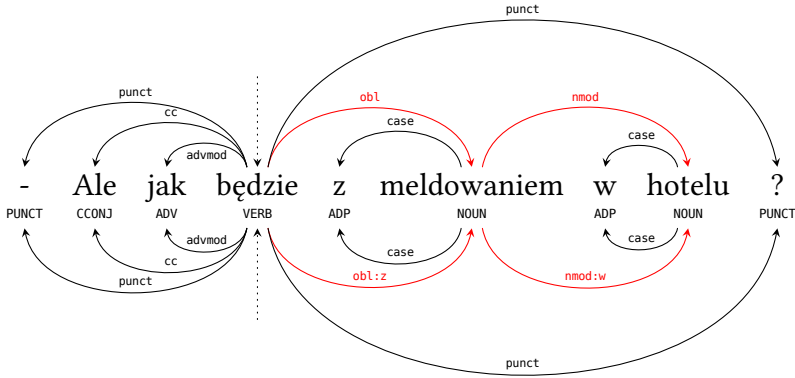 punct
punct
obl
nmod
cc
case
case
advmod
- Ale jak będzie z meldowaniem w hotelu ?
PUNCT CCONJ ADV VERB ADP NOUN ADP NOUN PUNCT
advmod
case
case
cc
punct
obl:z
nmod:w
punct